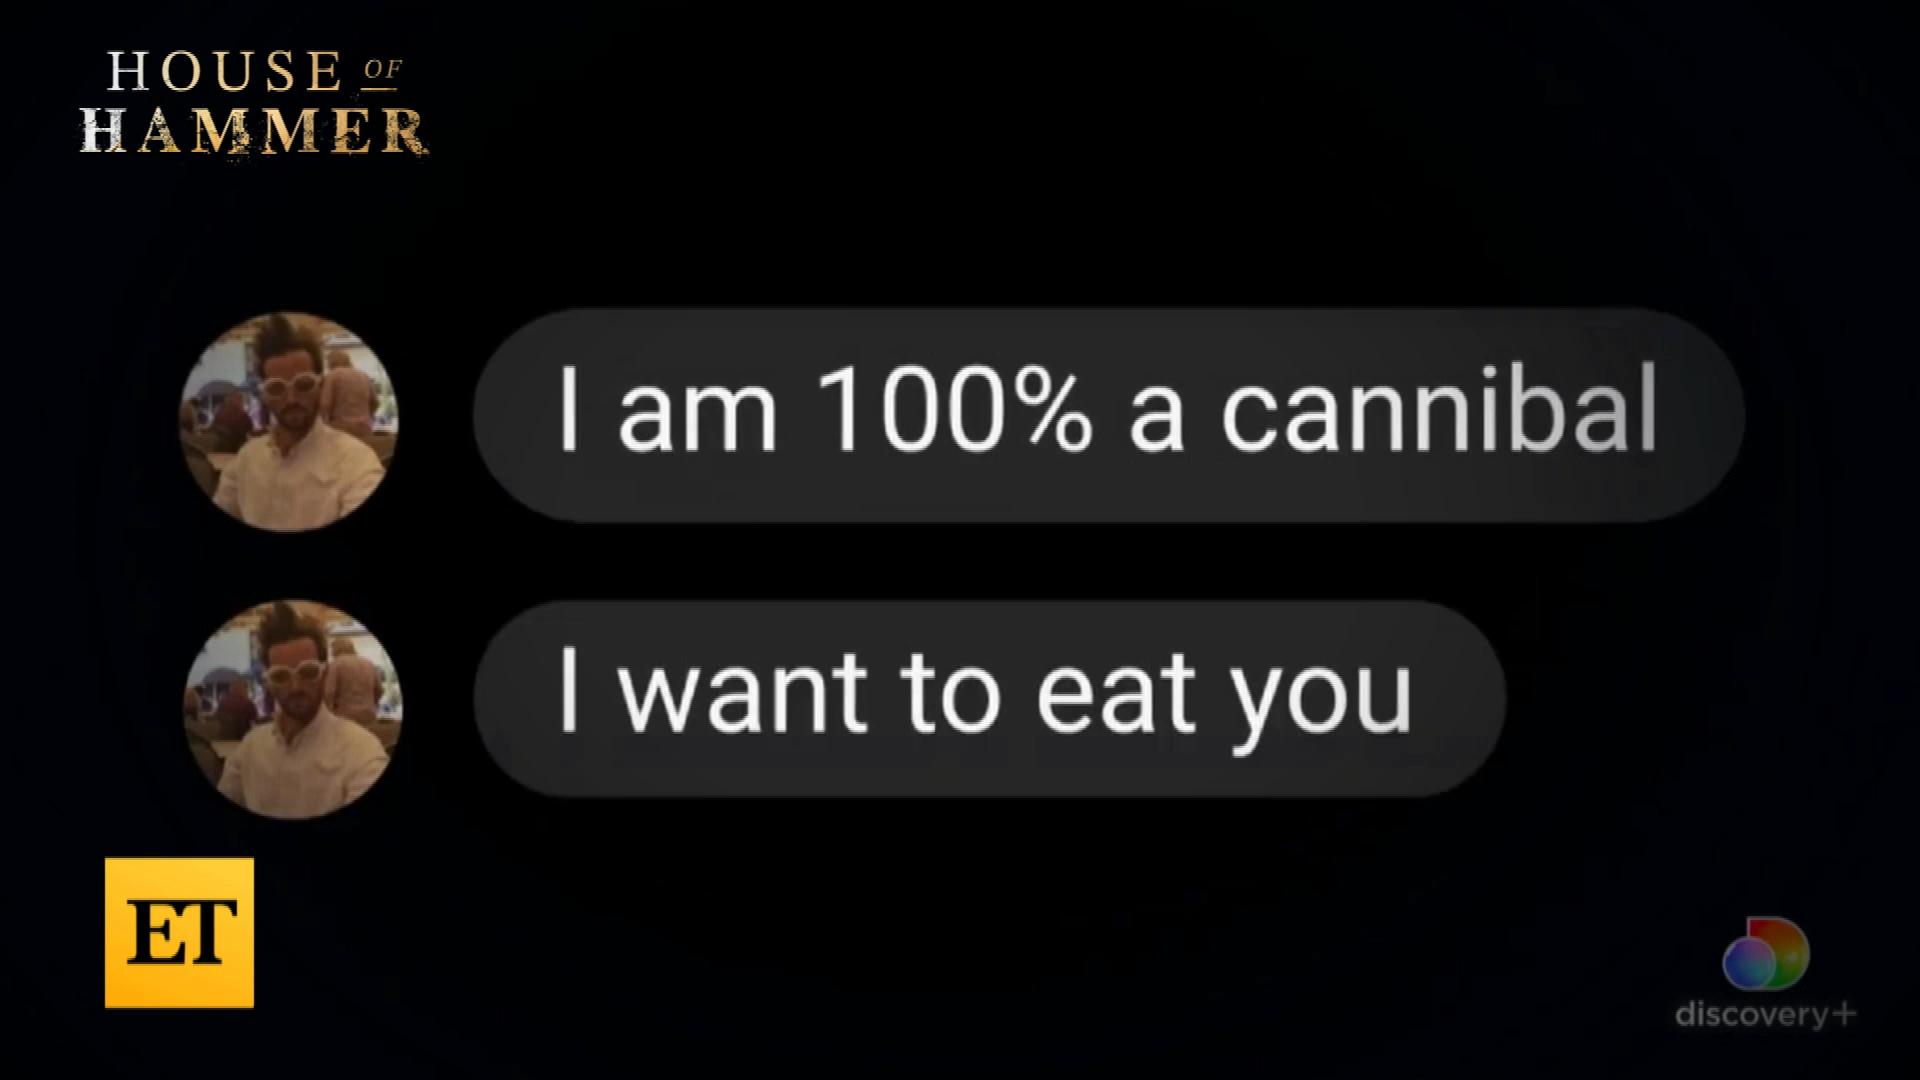 HOUSE OF
HAMMER
I am 100% a cannibal
I want to eat you
ET
discovery+